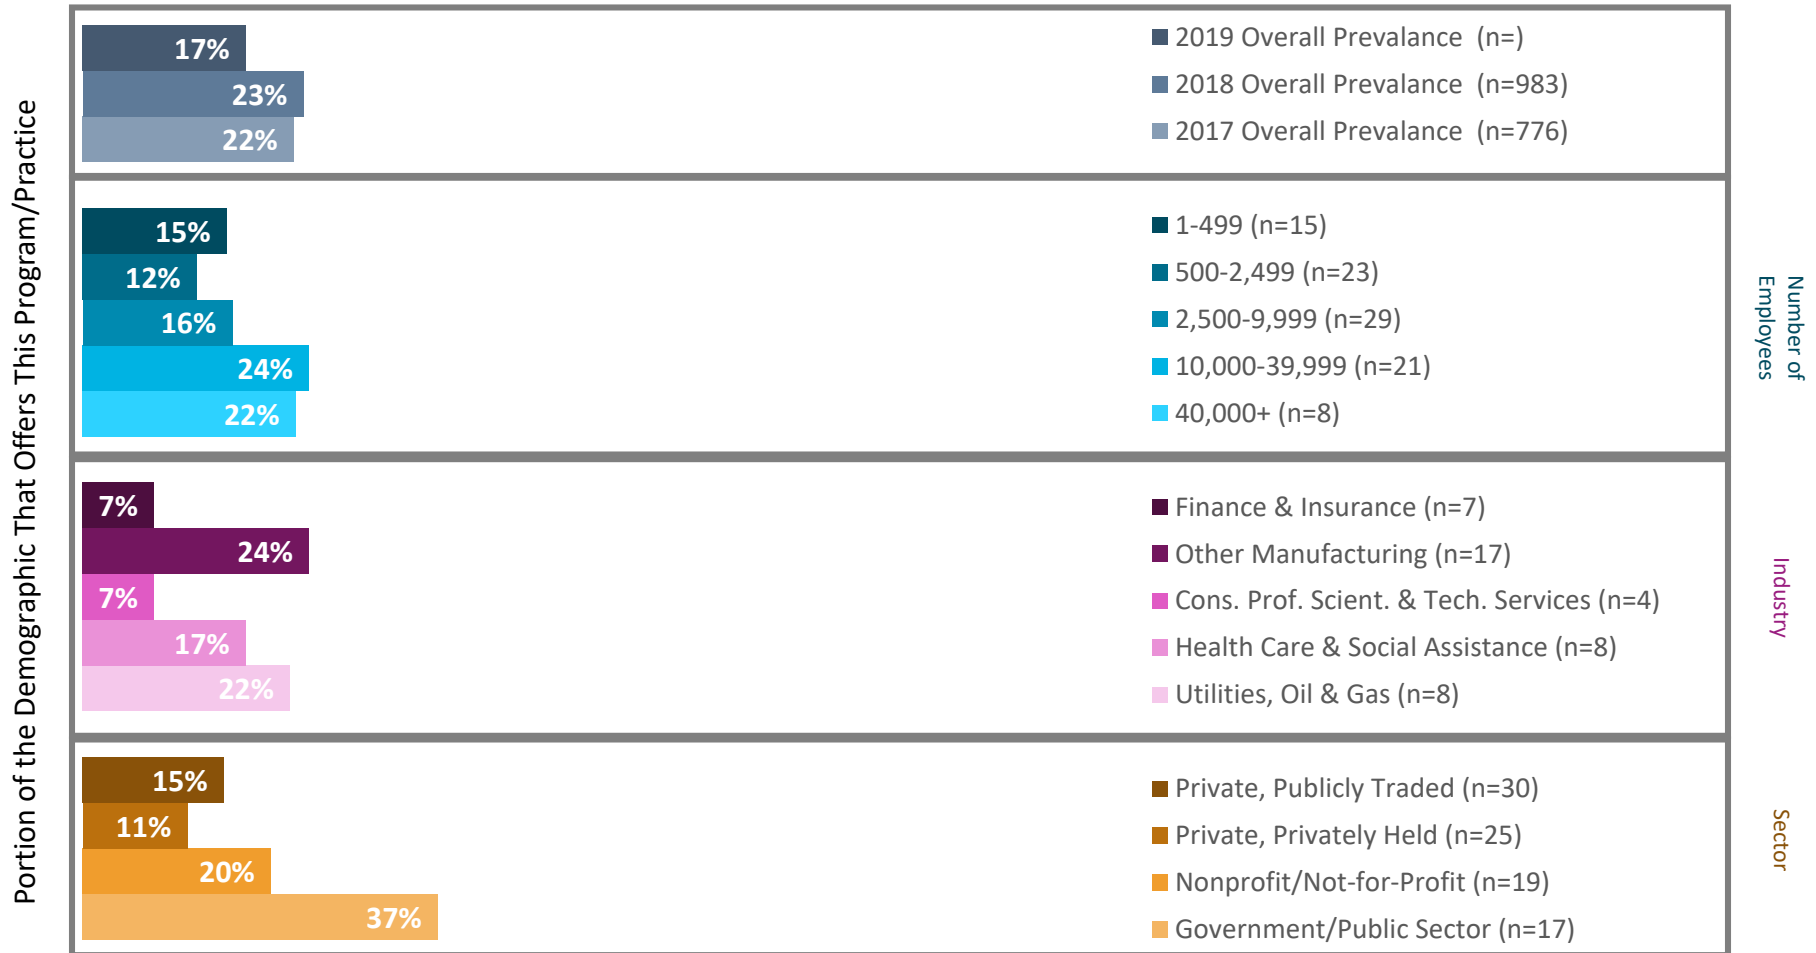 Portion of the Demographic That Offers This Program/Practice
17%
23%
22%
2019 Overall Prevalance (n=)
2018 Overall Prevalance (n=983)
2017 Overall Prevalance (n=776)
15%
12%
16%
24%
22%
1-499 (n=15)
500-2,499 (n=23)
2,500-9,999 (n=29)
10,000-39,999 (n=21)
40,000+ (n=8)
Number of
Employees
7%
24%
7%
17%
22%
Finance & Insurance (n=7)
Other Manufacturing (n=17)
Cons. Prof. Scient. & Tech. Services (n=4)
Health Care & Social Assistance (n=8)
Utilities, Oil & Gas (n=8)
Industry
15%
11%
20%
37%
Private, Publicly Traded (n=30)
Private, Privately Held (n=25)
Nonprofit/Not-for-Profit (n=19)
Government/Public Sector (n=17)
Sector